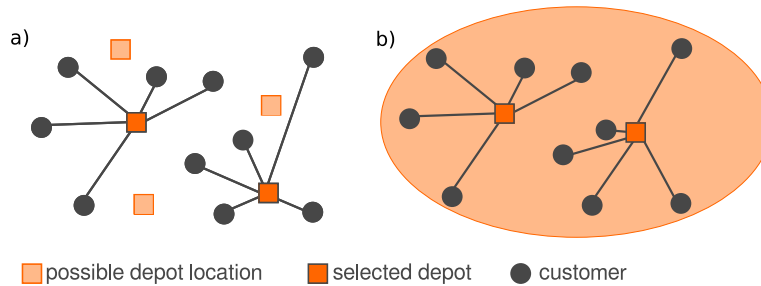 a)
b)
possible depot location
selected depot
customer